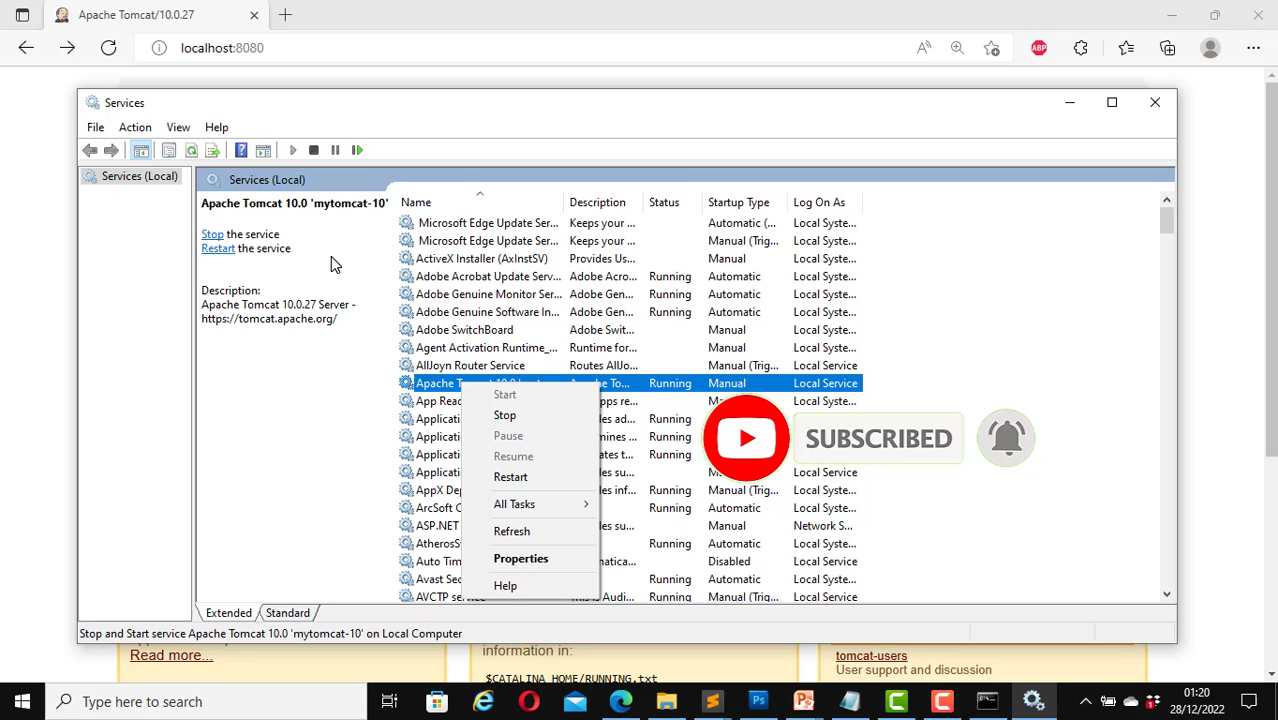 Apache Tomcat/10.0.27
localhost:8080
Services
File Action View Help
Services (Local)
Services (Local)
Apache Tomcat 10.0 'mytomcat-10'
Stop the service
Restart the service
Description:
Apache Tomcat 10.0.27 Server -
https://tomcat.apache.org/
Name Description Status Startup Type Log On As
Microsoft Edge Update Ser... Keeps your ... Automatic (... Local Syste...
Microsoft Edge Update Ser... Keeps your ... Manual (Trig... Local Syste...
ActiveX Installer (AxInstSV) Provides Us... Manual Local Syste...
Adobe Acrobat Update Serv... Adobe Acro... Running Automatic Local Syste...
Adobe Genuine Monitor Ser... Adobe Gen... Running Automatic Local Syste...
Adobe Genuine Software In... Adobe Gen... Running Automatic Local Syste...
Adobe SwitchBoard Adobe Swit... Manual Local Syste...
Agent Activation Runtime_... Runtime for... Manual Local Syste...
AllJoyn Router Service Routes AllJo... Manual (Trig... Local Service
Apache Running Manual Local Service
App Local Syste...
Local Service
AppX Running Manual (Trig... Local Syste...
ArcSoft Running Automatic Local Syste...
ASP.NET Manual Network S...
Running Automatic Local Syste...
Auto Disabled Local Service
Avast Running Automatic Local Syste...
AVCTP Running Manual (Trig... Local Service
Start
Stop
Pause
Resume
Restart
All Tasks
Refresh
Properties
Help
SUBSCRIBED
Extended Standard
Stop and Start service Apache Tomcat 10.0 'mytomcat-10' on Local Computer
Read more...
information in:
$CATALINA_HOME/RUNNING.txt
tomcat-users
User support and discussion
Type here to search
01:20
28/12/2022